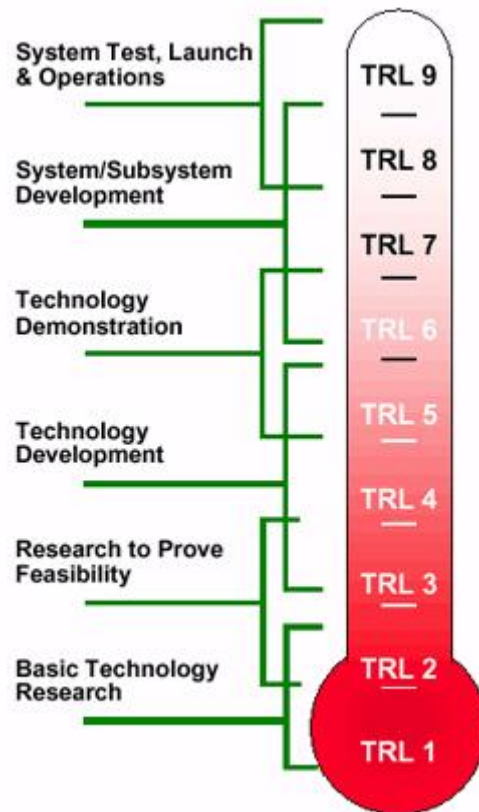 System Test, Launch
& Operations
System/Subsystem
Development
Technology
Demonstration
Technology
Development
Research to Prove
Feasibility
Basic Technology
Research
TRL 9
TRL 8
TRL 7
TRL 6
TRL 5
TRL 4
TRL 3
TRL 2
TRL 1